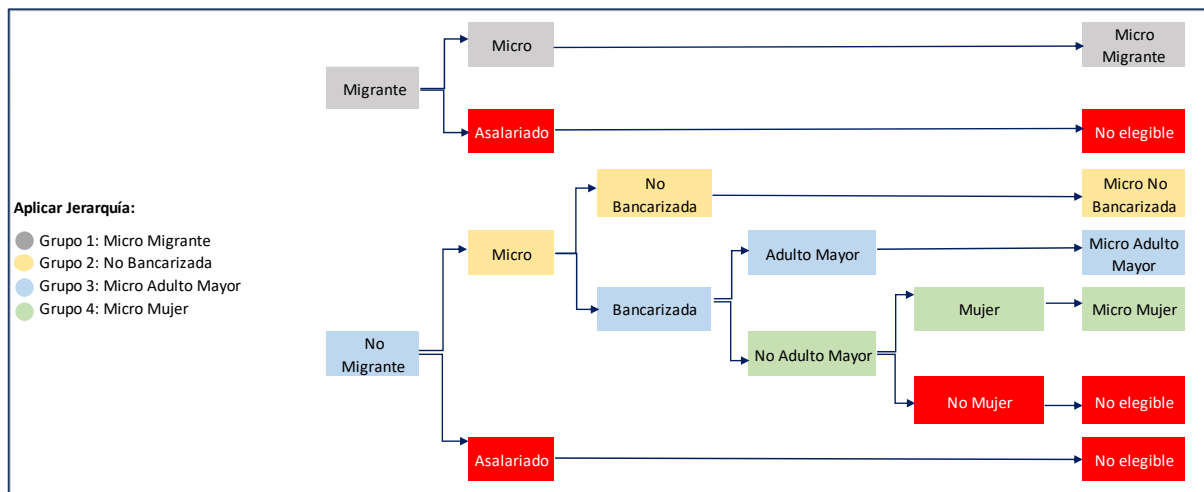 Micro
Micro
Migrante
Migrante
Asalariado
No elegible
Aplicar Jerarquía:
Grupo 1: Micro Migrante
Grupo 2: No Bancarizada
Grupo 3: Micro Adulto Mayor
Grupo 4: Micro Mujer
No
Bancarizada
Micro No
Bancarizada
Micro
Adulto Mayor
Micro Adulto
Mayor
Bancarizada
Mujer
Micro Mujer
No
Migrante
No Adulto Mayor
No Mujer
No elegible
Asalariado
No elegible